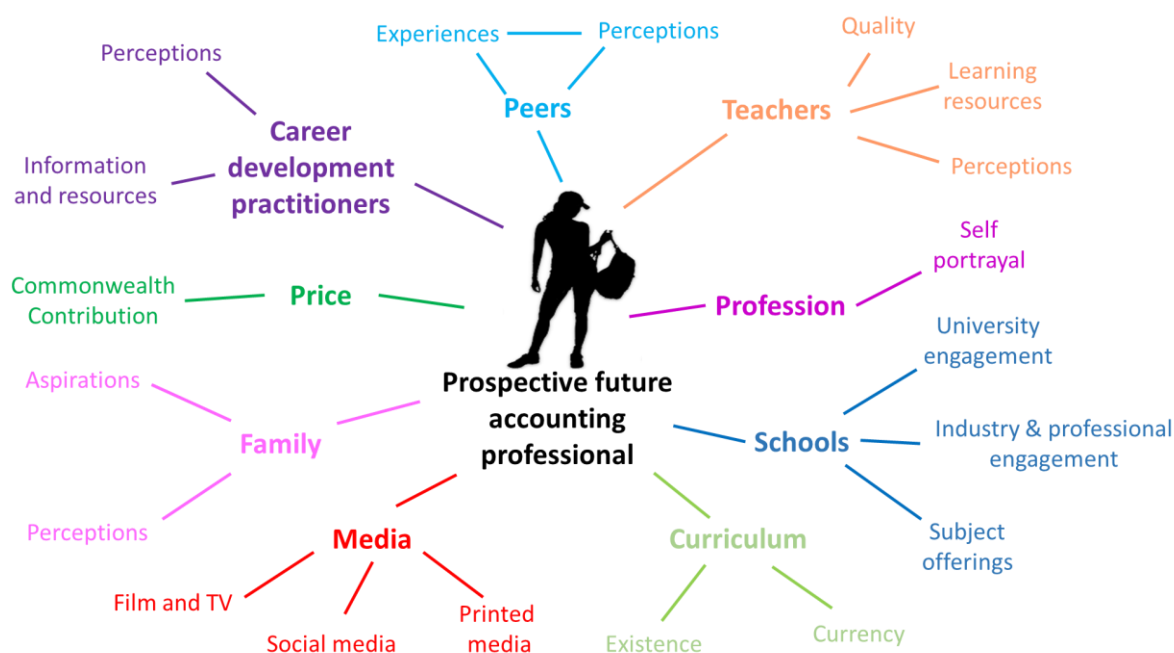 Experiences
Perceptions
Peers
Quality
Learning
resources
Perceptions
Teachers
Perceptions
Information
and resources
Career
development
practitioners
Self
portrayal
Profession
Commonwealth
Contribution
Price
University
engagement
Industry & professional
engagement
Subject
offerings
Schools
Prospective future
accounting
professional
Aspirations
Family
Perceptions
Media
Film and TV
Social media
Printed
media
Curriculum
Existence
Currency